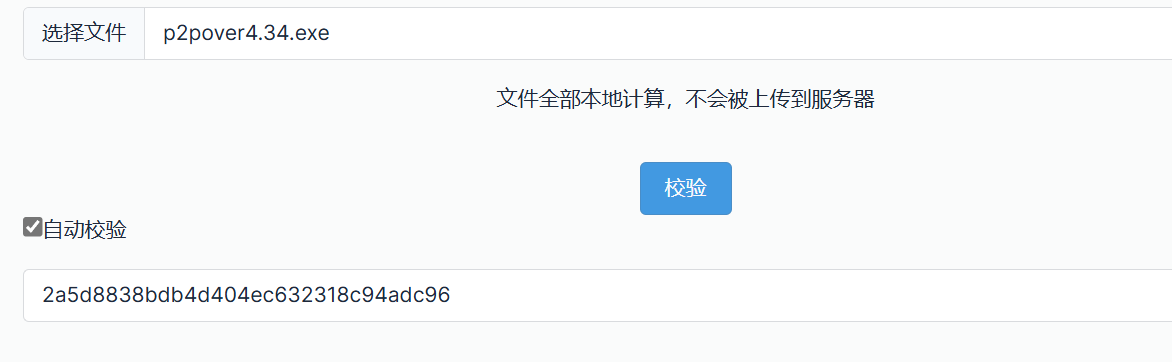 选择文件 p2pover4.34.exe
文件全部本地计算，不会被上传到服务器
校验
自动校验
2a5d8838bdb4d404ec632318c94adc96